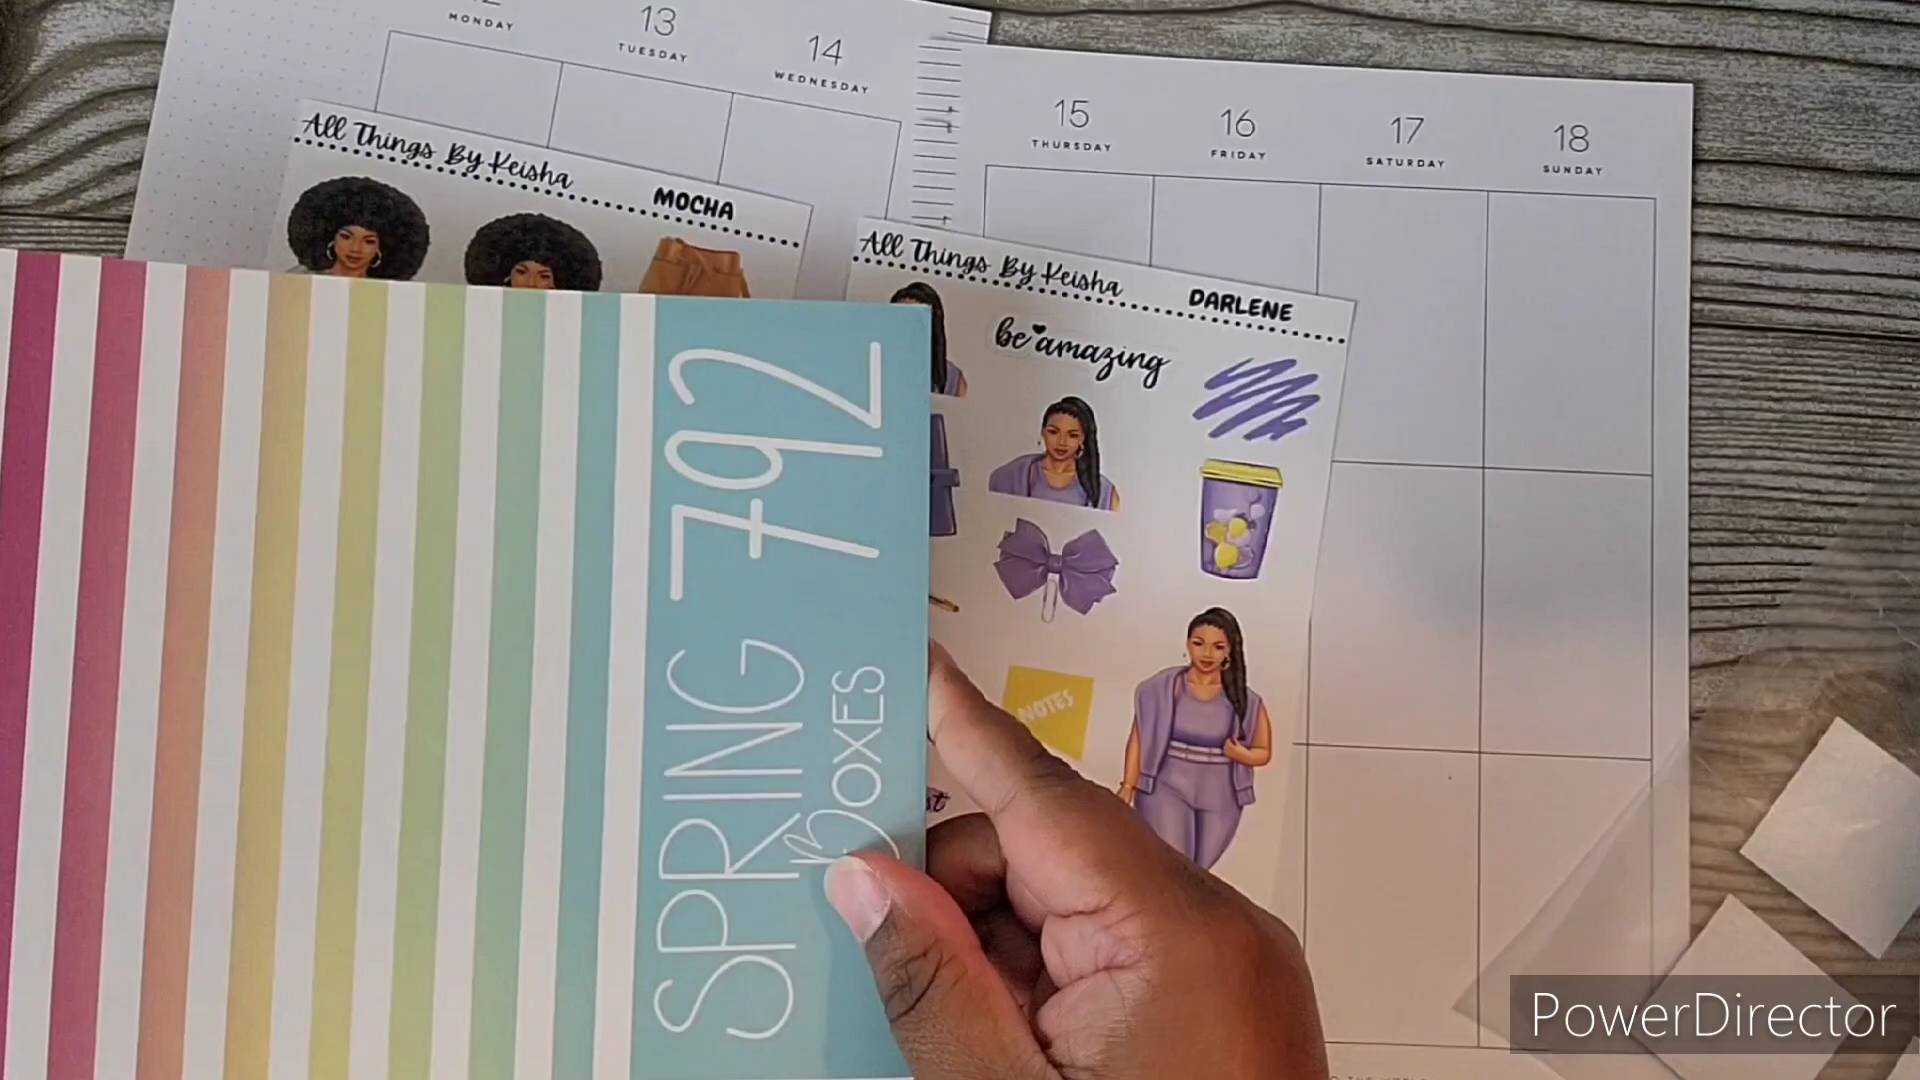 MONDAY
13
TUESDAY
14
WEDNESDAY
15
THURSDAY
16
FRIDAY
17
SATURDAY
18
SUNDAY
All Things By Keisha
MOCHA
All Things By Keisha
DARLENE
be amazing
NOTES
SPRING 792
BOXES
PowerDirector